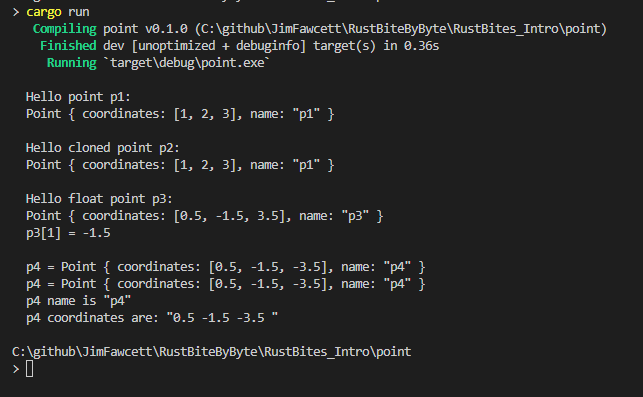 > cargo run
Compiling point v0.1.0 (C:\github\JimFawcett\RustBiteByByte\RustBites_Intro\point)
Finished dev [unoptimized + debuginfo] target(s) in 0.36s
Running `target\debug\point.exe`
Hello point p1:
Point { coordinates: [1, 2, 3], name: "p1" }
Hello cloned point p2:
Point { coordinates: [1, 2, 3], name: "p1" }
Hello float point p3:
Point { coordinates: [0.5, -1.5, 3.5], name: "p3" }
p3[1] = -1.5
p4 = Point { coordinates: [0.5, -1.5, -3.5], name: "p4" }
p4 = Point { coordinates: [0.5, -1.5, -3.5], name: "p4" }
p4 name is "p4"
p4 coordinates are: "0.5 -1.5 -3.5 "
C:\github\JimFawcett\RustBiteByByte\RustBites_Intro\point
>